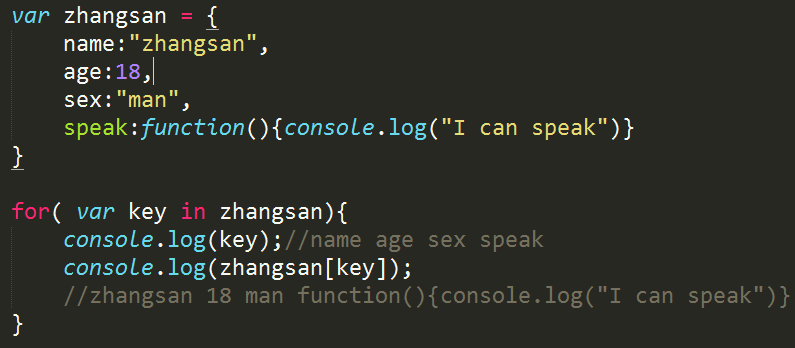 var zhangsan = {
name:"zhangsan",
age:18,
sex:"man",
speak:function(){console.log("I can speak")}
}
for( var key in zhangsan){
console.log(key);//name age sex speak
console.log(zhangsan[key]);
//zhangsan 18 man function(){console.log("I can speak")}
}